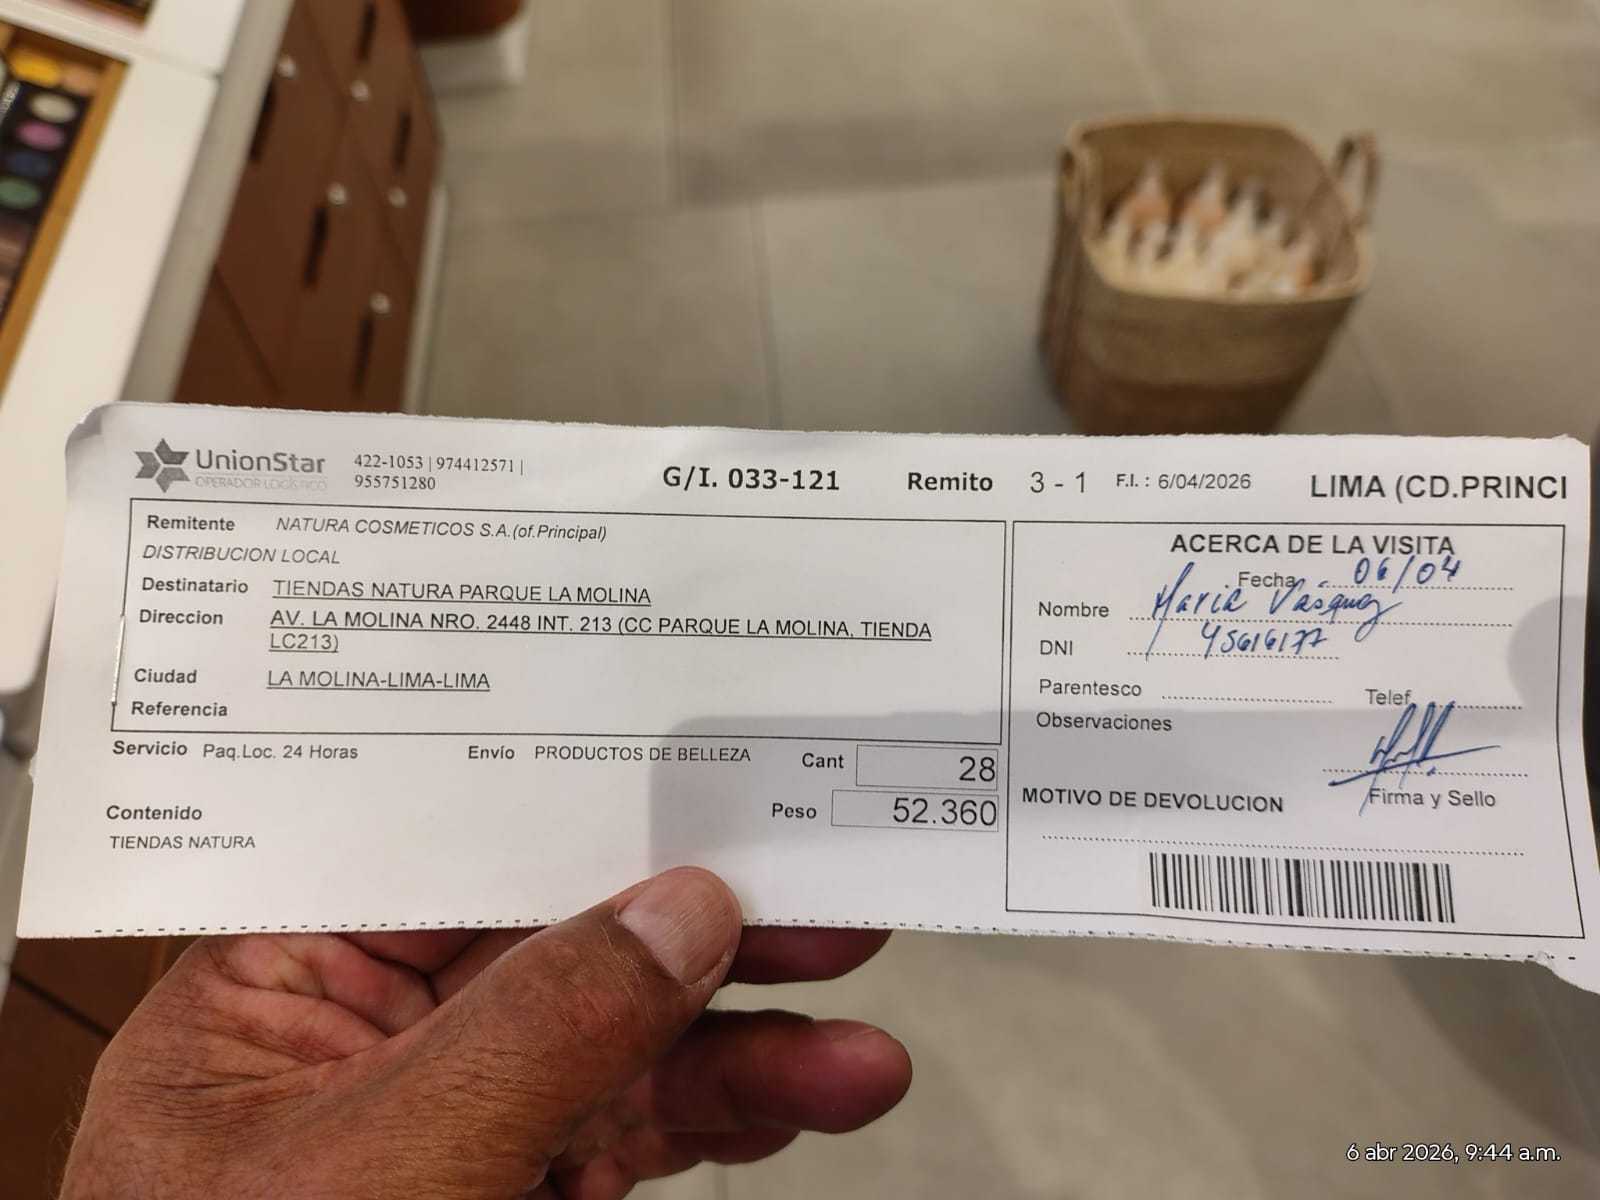 UnionStar
OPERADOR LOGÍSTICO
422-1053 | 974412571 |
955751280
G/I. 033-121
Remito 3 - 1
F.I. : 6/04/2026
LIMA (CD.PRINCI
Remitente NATURA COSMETICOS S.A.(of.Principal)
DISTRIBUCION LOCAL
Destinatario TIENDAS NATURA PARQUE LA MOLINA
Direccion AV. LA MOLINA NRO. 2448 INT. 213 (CC PARQUE LA MOLINA, TIENDA
LC213)
Ciudad LA MOLINA-LIMA-LIMA
Referencia
Servicio Paq.Loc. 24 Horas
Envío PRODUCTOS DE BELLEZA
Cant 28
Peso 52.360
Contenido
TIENDAS NATURA
ACERCA DE LA VISITA
Fecha 06/04
Nombre Maria Vásquez
DNI 45616177
Parentesco
Telef
Observaciones
Firma y Sello
MOTIVO DE DEVOLUCION
6 abr 2026, 9:44 a.m.